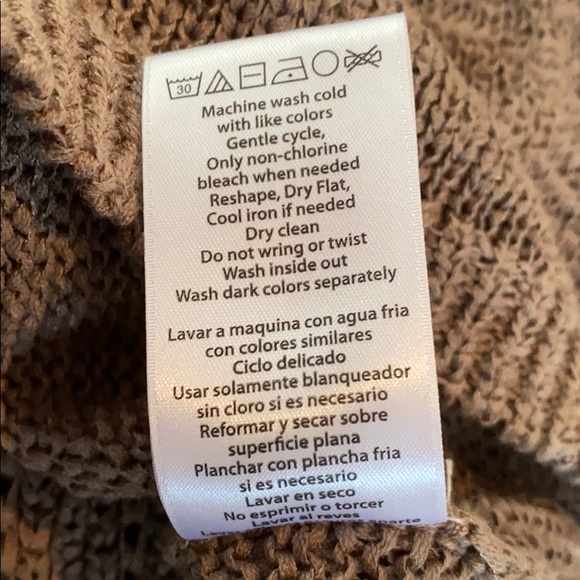 30
Machine wash cold
with like colors
Gentle cycle,
Only non-chlorine
bleach when needed
Reshape, Dry Flat,
Cool iron if needed
Dry clean
Do not wring or twist
Wash inside out
Wash dark colors separately
Lavar a maquina con agua fria
con colores similares
Ciclo delicado
Usar solamente blanqueador
sin cloro si es necesario
Reformar y secar sobre
superficie plana
Planchar con plancha fria
si es necesario
Lavar en seco
No esprimir o torcer
Lavar al reves
aparte